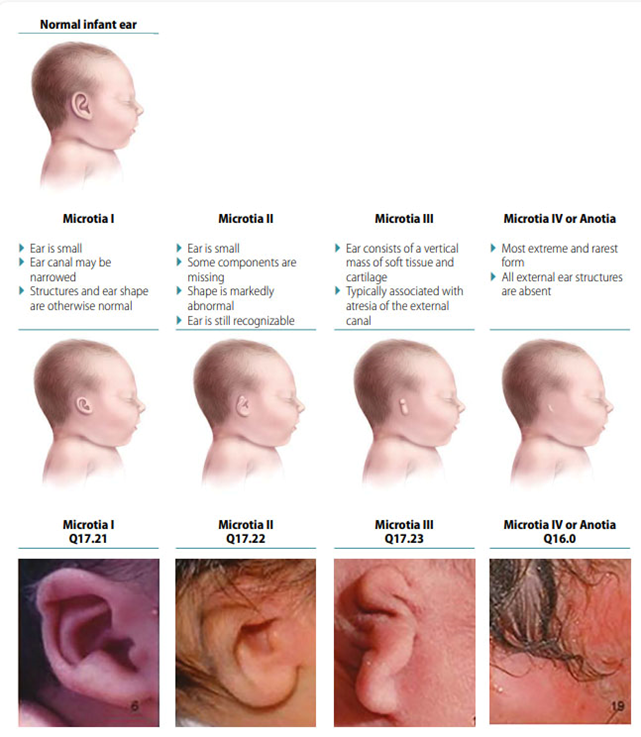 Normal infant ear
Microtia I
Ear is small
Ear canal may be
narrowed
Structures and ear shape
are otherwise normal
Microtia II
Ear is small
Some components are
missing
Shape is markedly
abnormal
Ear is still recognizable
Microtia III
Ear consists of a vertical
mass of soft tissue and
cartilage
Typically associated with
atresia of the external
canal
Microtia IV or Anotia
Most extreme and rarest
form
All external ear structures
are absent
Microtia I
Q17.21
Microtia II
Q17.22
Microtia III
Q17.23
Microtia IV or Anotia
Q16.0
6
19